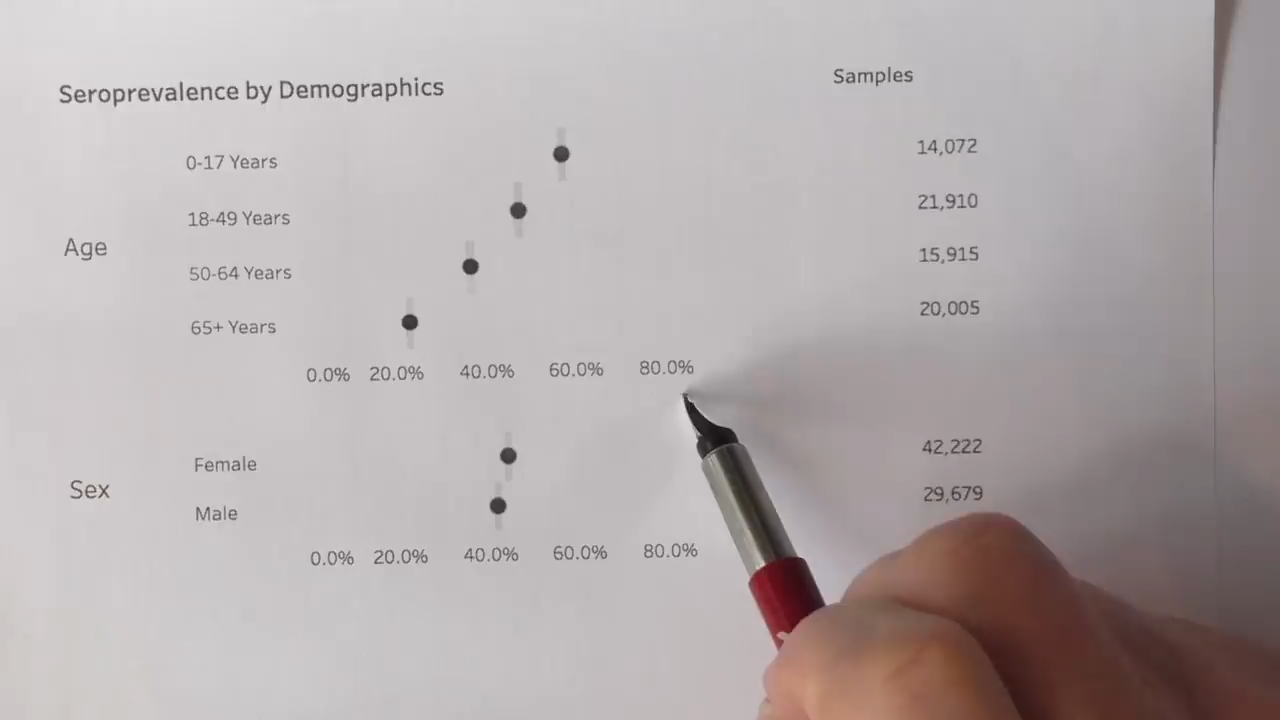 Seroprevalence by Demographics
Samples
0-17 Years 14,072
18-49 Years 21,910
Age
50-64 Years 15,915
65+ Years 20,005
0.0% 20.0% 40.0% 60.0% 80.0%
Female 42,222
Sex
Male 29,679
0.0% 20.0% 40.0% 60.0% 80.0%